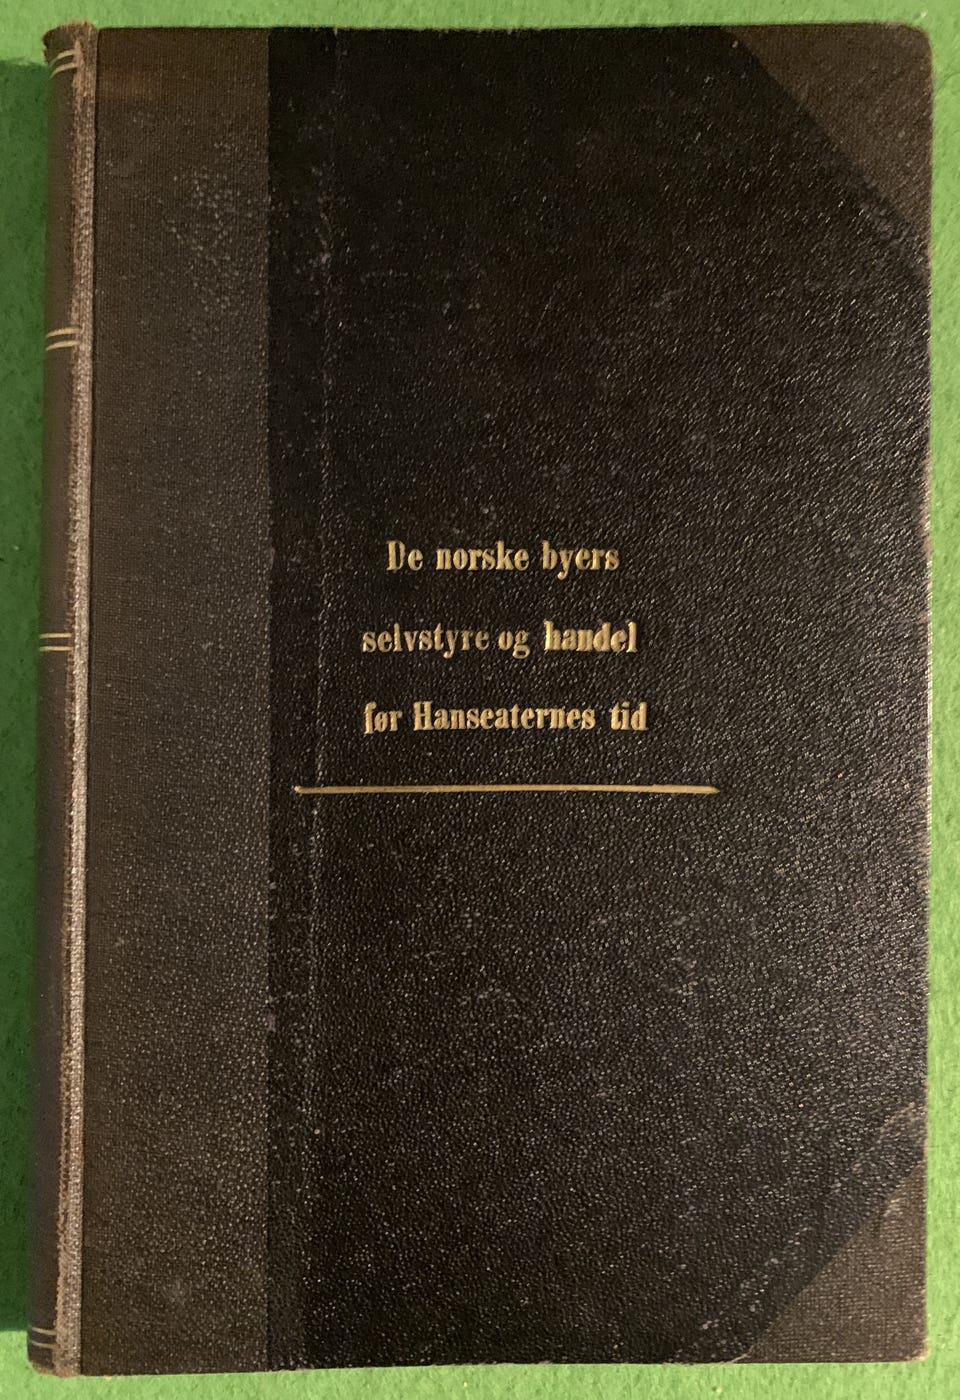 De norske byers
selvstyre og handel
før Hanseaternes tid